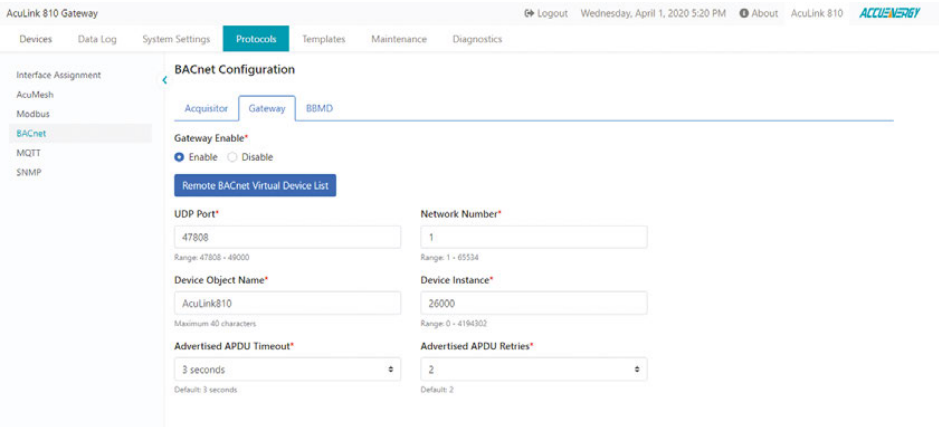 AcuLink 810 Gateway Logout Wednesday, April 1, 2020 5:20 PM About AcuLink 810 ACCUENERGY
Devices Data Log System Settings Protocols Templates Maintenance Diagnostics
Interface Assignment
AcuMesh
Modbus
BACnet
MQTT
SNMP
BACnet Configuration
Acquisitor Gateway BBMD
Gateway Enable*
Enable Disable
Remote BACnet Virtual Device List
UDP Port* Network Number*
47808 1
Range: 47808 - 49000 Range: 1 - 65534
Device Object Name* Device Instance*
AcuLink810 26000
Maximum 40 characters Range: 0 - 4194302
Advertised APDU Timeout* Advertised APDU Retries*
3 seconds 2
Default: 3 seconds Default: 2